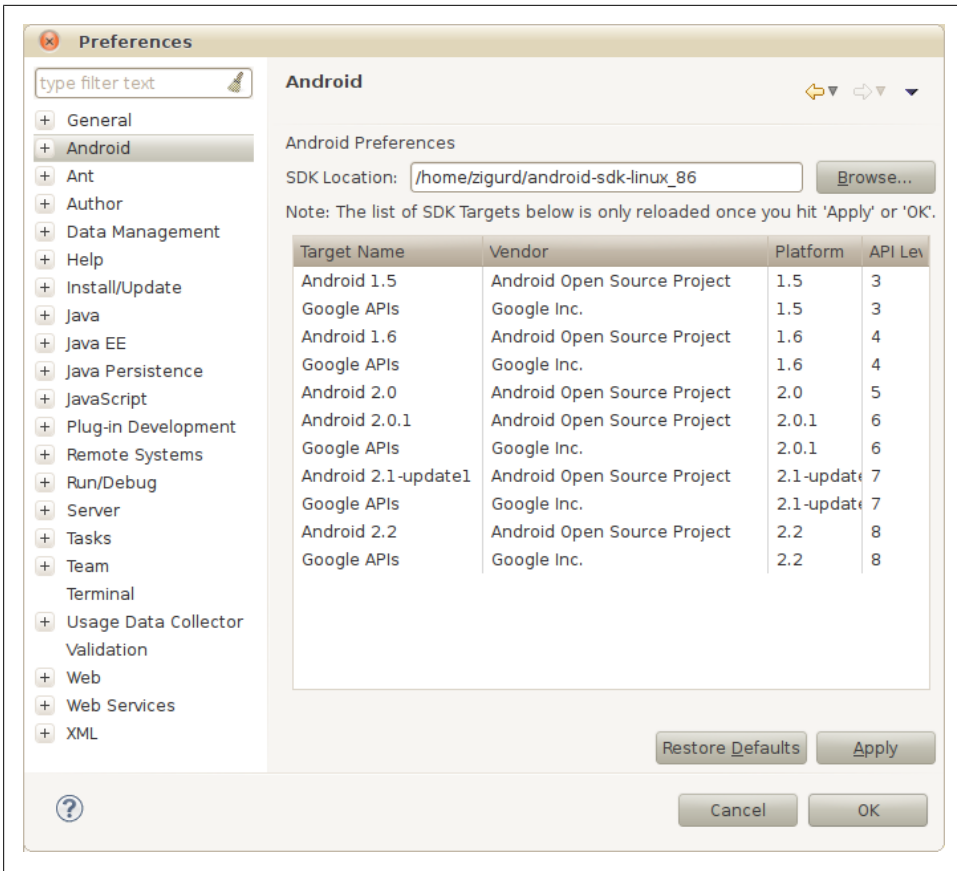 Preferences
type filter text
General
Android
Ant
Author
Data Management
Help
Install/Update
Java
Java EE
Java Persistence
JavaScript
Plug-in Development
Remote Systems
Run/Debug
Server
Tasks
Team
Terminal
Usage Data Collector
Validation
Web
Web Services
XML
Android
Android Preferences
SDK Location: /home/zigurd/android-sdk-linux_86 Browse...
Note: The list of SDK Targets below is only reloaded once you hit 'Apply' or 'OK'.
Target Name Vendor Platform API Lev
Android 1.5 Android Open Source Project 1.5 3
Google APIs Google Inc. 1.5 3
Android 1.6 Android Open Source Project 1.6 4
Google APIs Google Inc. 1.6 4
Android 2.0 Android Open Source Project 2.0 5
Android 2.0.1 Android Open Source Project 2.0.1 6
Google APIs Google Inc. 2.0.1 6
Android 2.1-update1 Android Open Source Project 2.1-update 7
Google APIs Google Inc. 2.1-update 7
Android 2.2 Android Open Source Project 2.2 8
Google APIs Google Inc. 2.2 8
Restore Defaults Apply
? Cancel OK